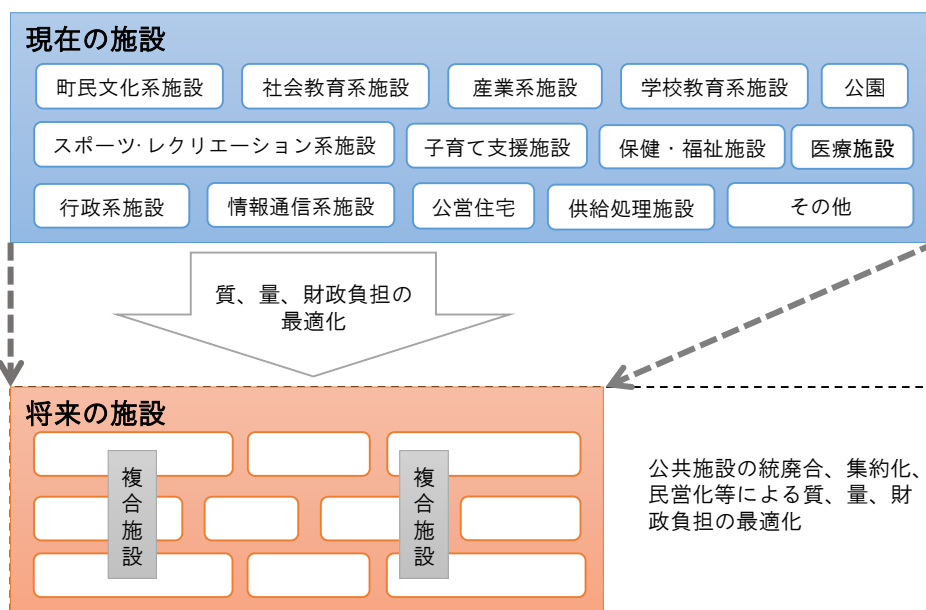 現在の施設
町民文化系施設
社会教育系施設
産業系施設
学校教育系施設
公園
スポーツ・レクリエーション系施設
子育て支援施設
保健・福祉施設
医療施設
行政系施設
情報通信系施設
公営住宅
供給処理施設
その他
質、量、財政負担の
最適化
将来の施設
複合施設
複合施設
公共施設の統廃合、集約化、
民営化等による質、量、財
政負担の最適化